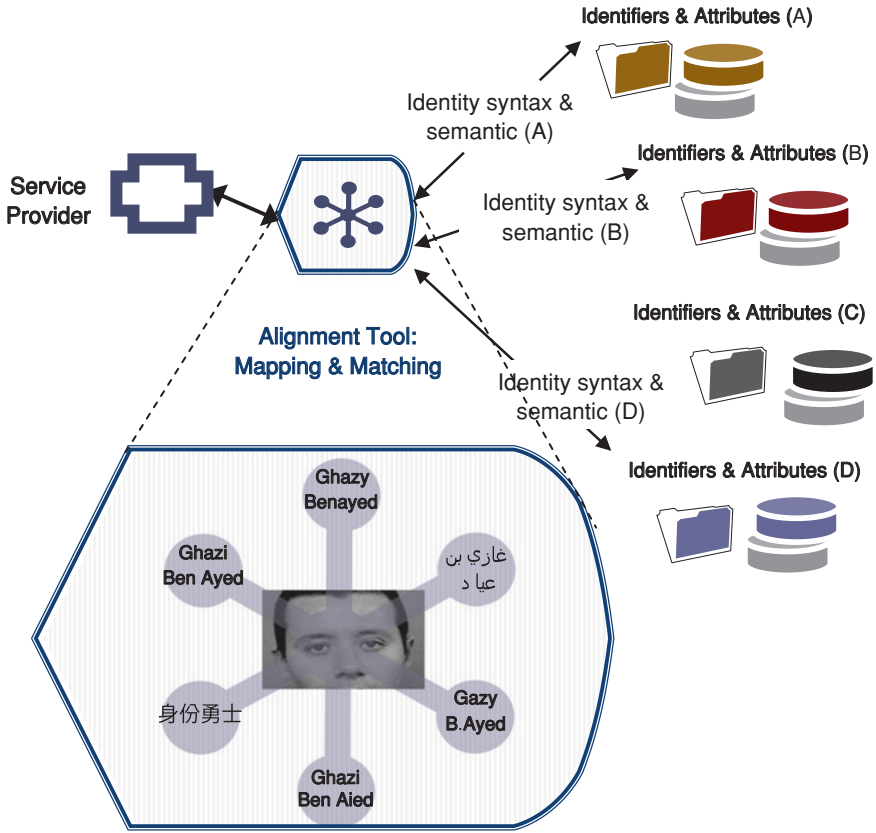 Identifiers & Attributes (A)
Identity syntax &
semantic (A)
Identifiers & Attributes (B)
Service
Provider
Identity syntax &
semantic (B)
Identifiers & Attributes (C)
Alignment Tool:
Mapping & Matching
Identity syntax &
semantic (D)
Identifiers & Attributes (D)
Ghazy
Benayed
Ghazi
Ben Ayed
غازي بن
عيا د
身份勇士
Gazy
B.Ayed
Ghazi
Ben Aied